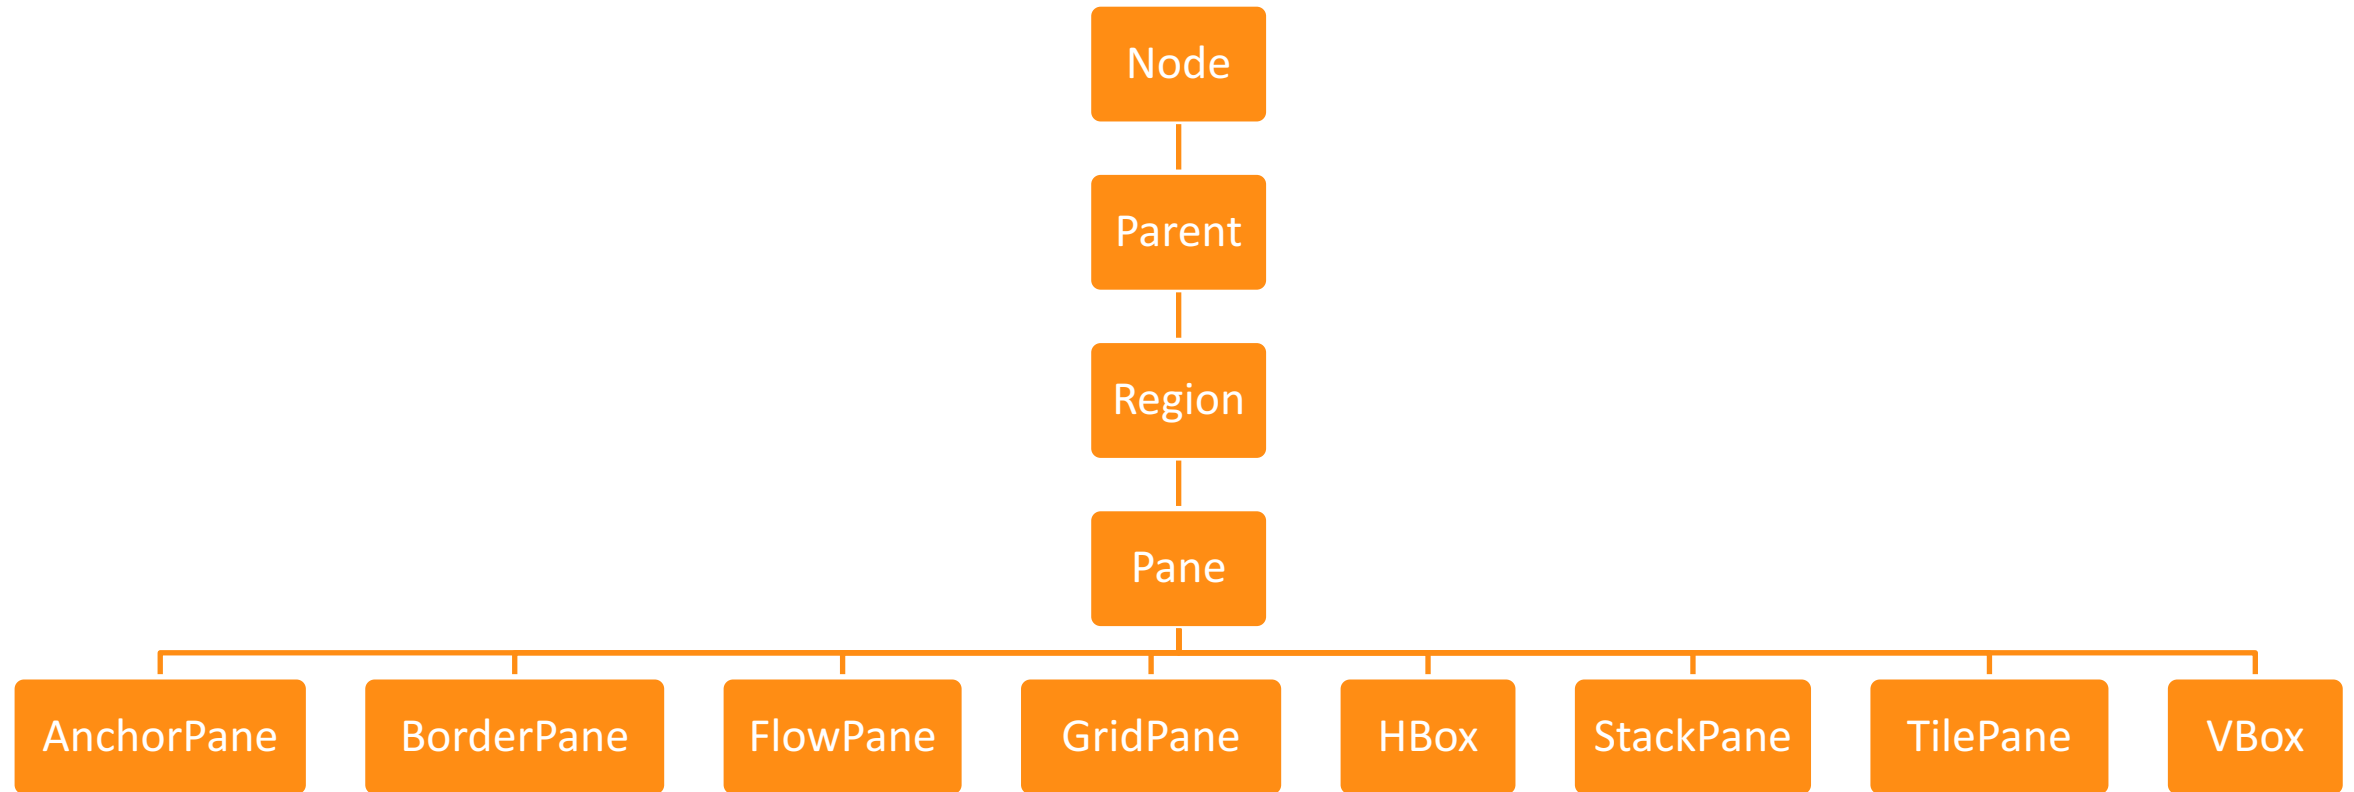 Node
Parent
Region
Pane
AnchorPane
BorderPane
FlowPane
GridPane
HBox
StackPane
TilePane
VBox